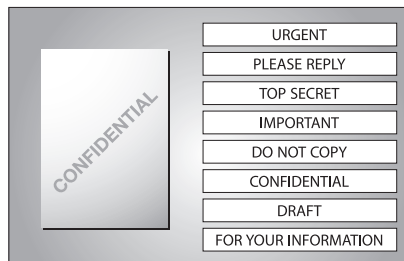 CONFIDENTIAL
URGENT
PLEASE REPLY
TOP SECRET
IMPORTANT
DO NOT COPY
CONFIDENTIAL
DRAFT
FOR YOUR INFORMATION